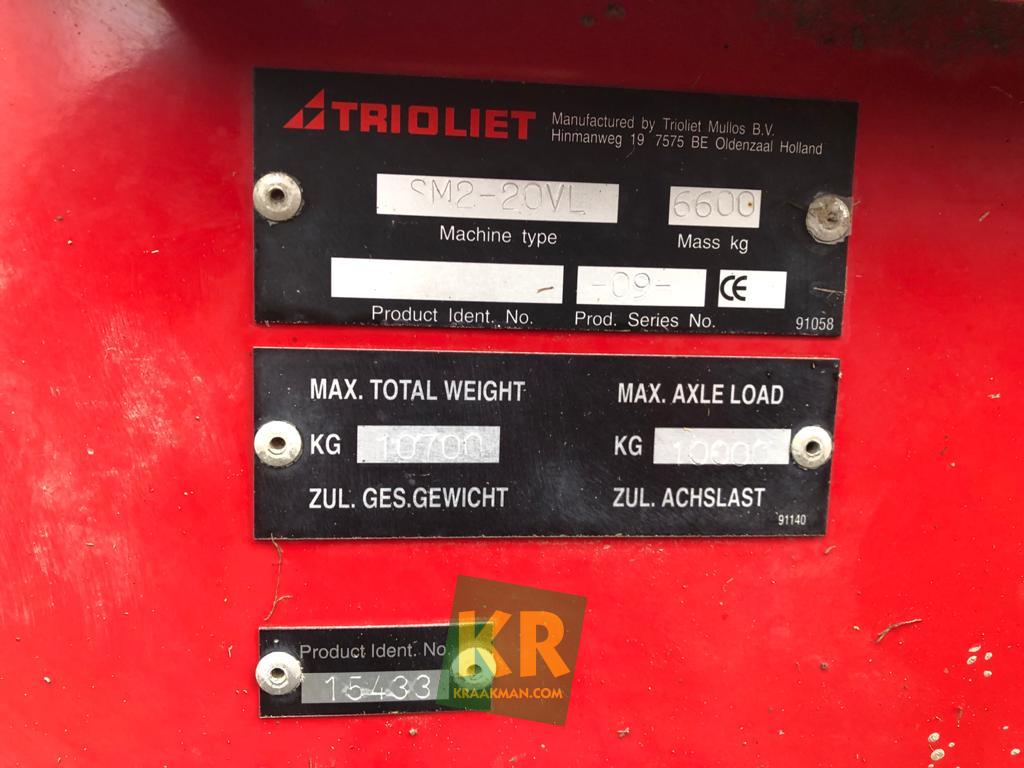 TRIOLIET
Manufactured by Trioliet Mullos B.V.
Hinmanweg 19 7575 BE Oldenzaal Holland
SM2-20VL
6600
Machine type
Mass kg
-
-09-
CE
Product Ident. No.
Prod. Series No.
91058
MAX. TOTAL WEIGHT
MAX. AXLE LOAD
KG 10700
KG 10000
ZUL. GES.GEWICHT
ZUL. ACHSLAST
91140
Product Ident. No.
15433
KR
KRAAKMAN.COM